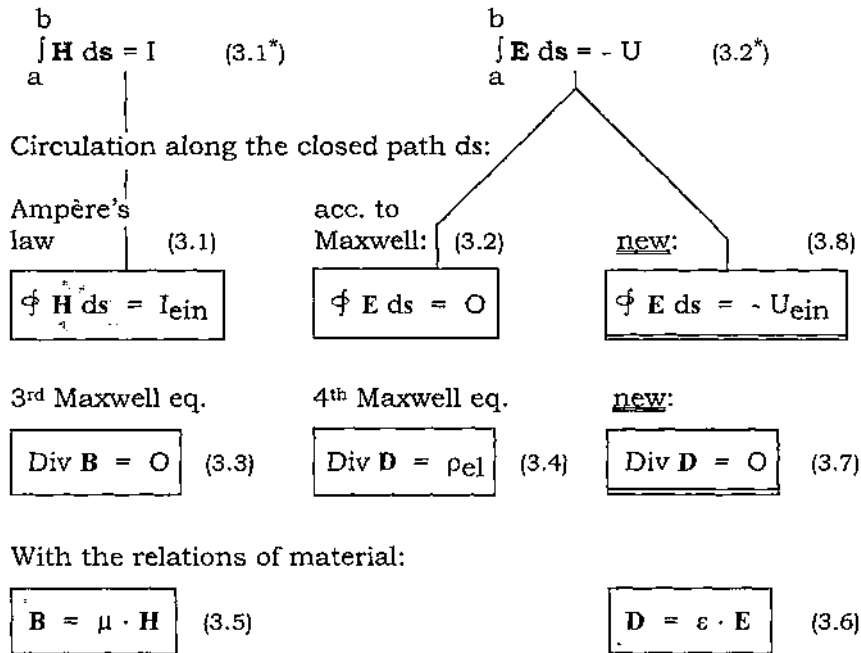 b b
∫ H ds = I (3.1*) ∫ E ds = - U (3.2*)
a a
Circulation along the closed path ds:
Ampère's acc. to
law (3.1) Maxwell: (3.2) new: (3.8)
∮ H ds = Iein ∮ E ds = O ∮ E ds = - Uein
3rd Maxwell eq. 4th Maxwell eq. new:
Div B = O (3.3) Div D = ρel (3.4) Div D = O (3.7)
With the relations of material:
B = μ · H (3.5) D = ε · E (3.6)